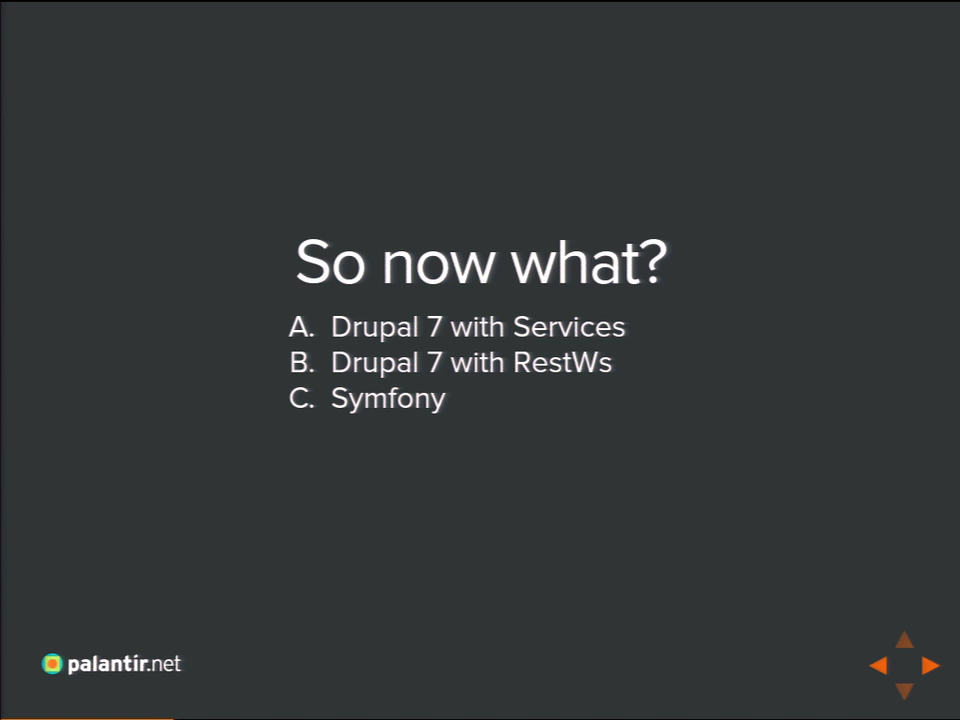 So now what?
A. Drupal 7 with Services
B. Drupal 7 with RestWs
C. Symfony
palantir.net